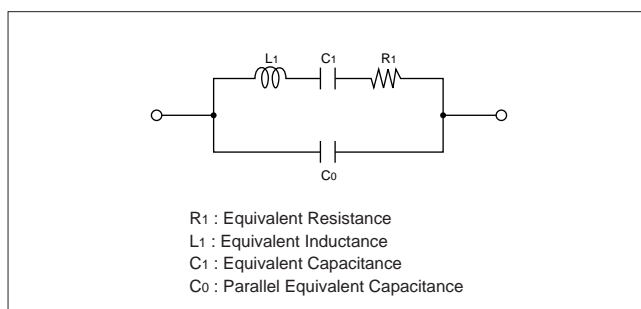 L1 C1 R1
C0
R1 : Equivalent Resistance
L1 : Equivalent Inductance
C1 : Equivalent Capacitance
C0 : Parallel Equivalent Capacitance